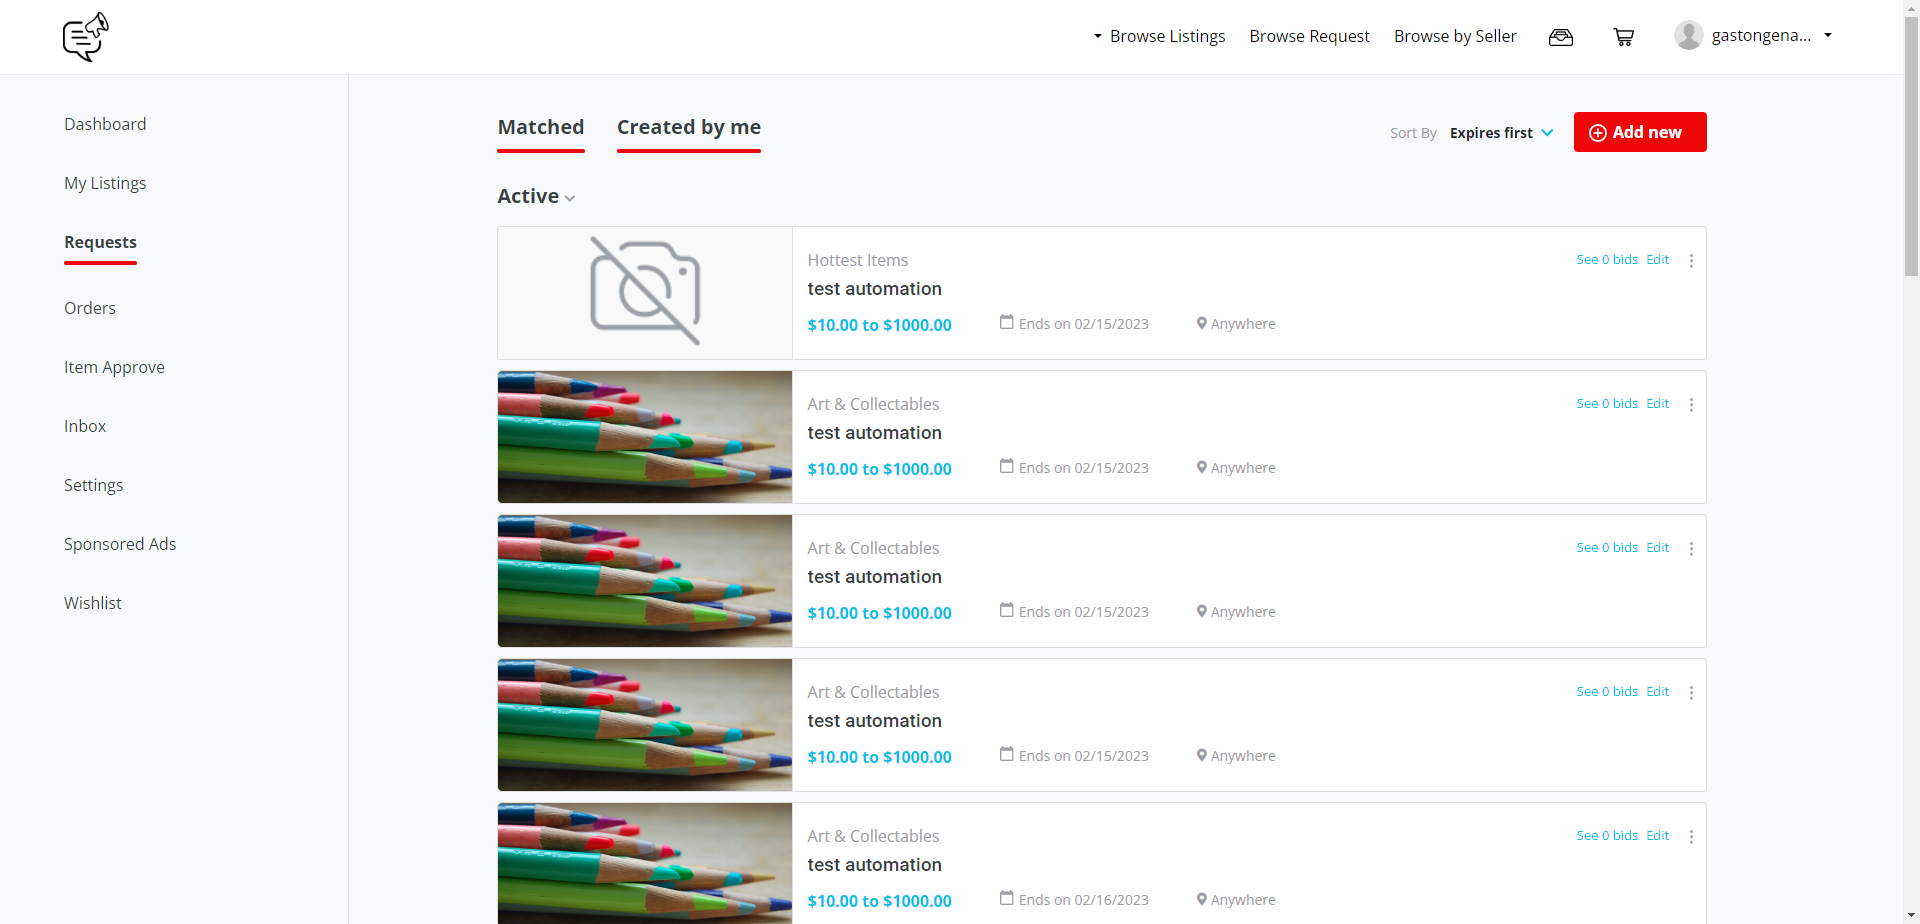 Browse Listings Browse Request Browse by Seller gastongena...
Dashboard
My Listings
Requests
Orders
Item Approve
Inbox
Settings
Sponsored Ads
Wishlist
Matched Created by me Sort By Expires first Add new
Active
Hottest Items See 0 bids Edit
test automation
$10.00 to $1000.00 Ends on 02/15/2023 Anywhere
Art & Collectables See 0 bids Edit
test automation
$10.00 to $1000.00 Ends on 02/15/2023 Anywhere
Art & Collectables See 0 bids Edit
test automation
$10.00 to $1000.00 Ends on 02/15/2023 Anywhere
Art & Collectables See 0 bids Edit
test automation
$10.00 to $1000.00 Ends on 02/15/2023 Anywhere
Art & Collectables See 0 bids Edit
test automation
$10.00 to $1000.00 Ends on 02/16/2023 Anywhere